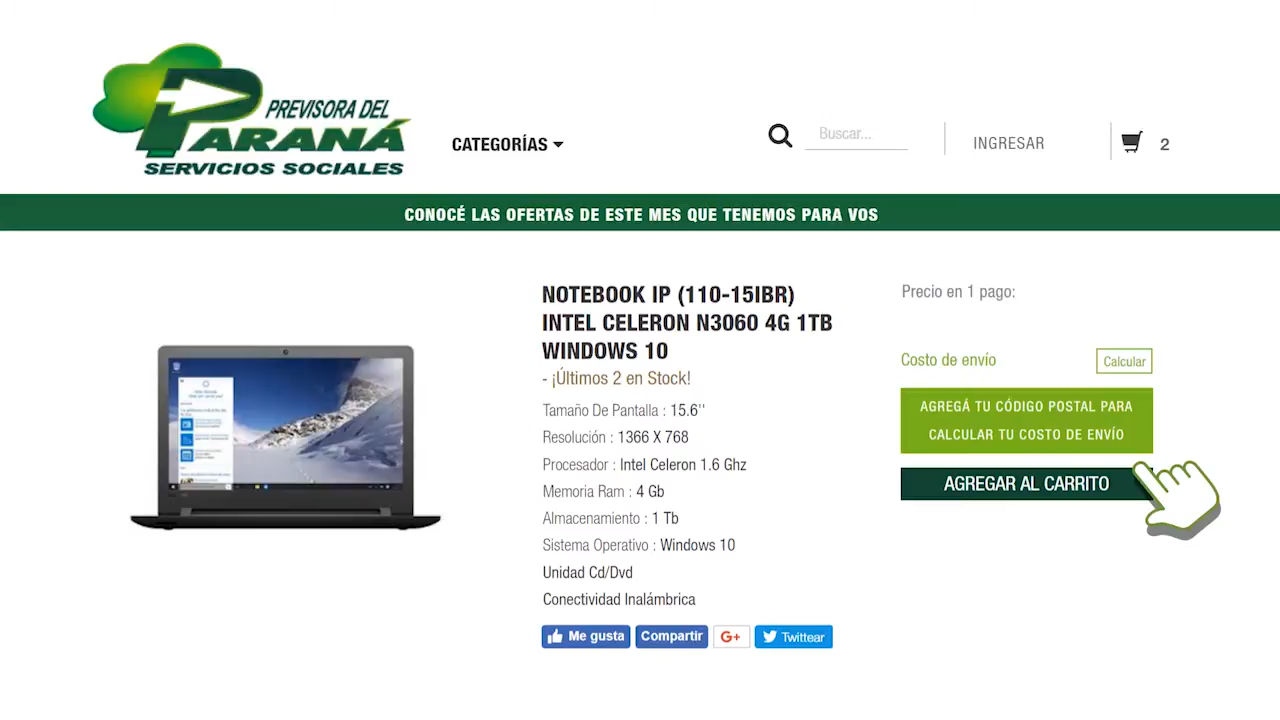 PREVISORA DEL
PARANÁ
SERVICIOS SOCIALES
CATEGORÍAS
Buscar...
INGRESAR
2
CONOCÉ LAS OFERTAS DE ESTE MES QUE TENEMOS PARA VOS
NOTEBOOK IP (110-15IBR)
INTEL CELERON N3060 4G 1TB
WINDOWS 10
- ¡Últimos 2 en Stock!
Tamaño De Pantalla : 15.6''
Resolución : 1366 X 768
Procesador : Intel Celeron 1.6 Ghz
Memoria Ram : 4 Gb
Almacenamiento : 1 Tb
Sistema Operativo : Windows 10
Unidad Cd/Dvd
Conectividad Inalámbrica
Me gusta
Compartir
G+
Twittear
Precio en 1 pago:
Costo de envío
Calcular
AGREGÁ TU CÓDIGO POSTAL PARA
CALCULAR TU COSTO DE ENVÍO
AGREGAR AL CARRITO